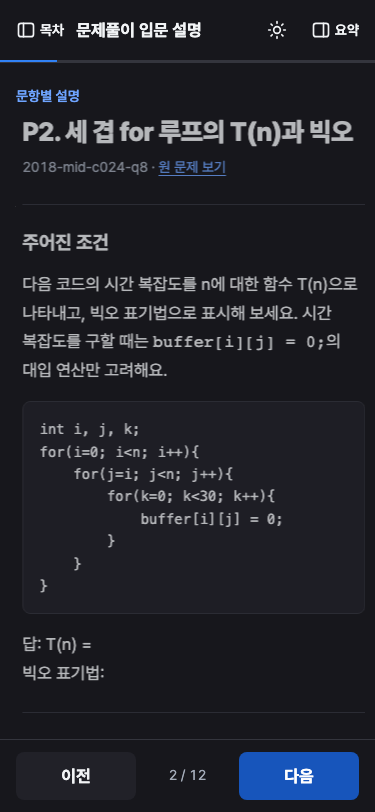 목차 문제풀이 입문 설명 요약
문항별 설명
P2. 세 겹 for 루프의 T(n)과 빅오
2018-mid-c024-q8 · 원 문제 보기
주어진 조건
다음 코드의 시간 복잡도를 n에 대한 함수 T(n)으로
나타내고, 빅오 표기법으로 표시해 보세요. 시간
복잡도를 구할 때는 buffer[i][j] = 0;의
대입 연산만 고려해요.
int i, j, k;
for(i=0; i<n; i++){
    for(j=i; j<n; j++){
        for(k=0; k<30; k++){
            buffer[i][j] = 0;
        }
    }
}
답: T(n) =
빅오 표기법:
이전 2 / 12 다음